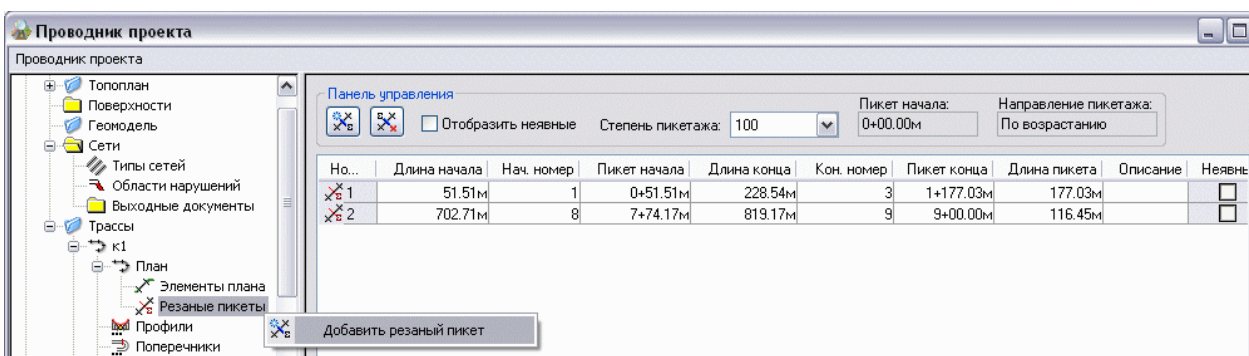 Проводник проекта
Проводник проекта
Топоплан
Поверхности
Геомодель
Сети
Типы сетей
Области нарушений
Выходные документы
Трассы
к1
План
Элементы плана
Резаные пикеты
Профили
Поперечники
Добавить резаный пикет
Панель управления
Отобразить неявные
Степень пикетажа: 100
Пикет начала:
0+00.00м
Направление пикетажа:
По возрастанию
Но... Длина начала Нач. номер Пикет начала Длина конца Кон. номер Пикет конца Длина пикета Описание Неявны
1 51.51м 1 0+51.51м 228.54м 3 1+177.03м 177.03м
2 702.71м 8 7+74.17м 819.17м 9 9+00.00м 116.45м